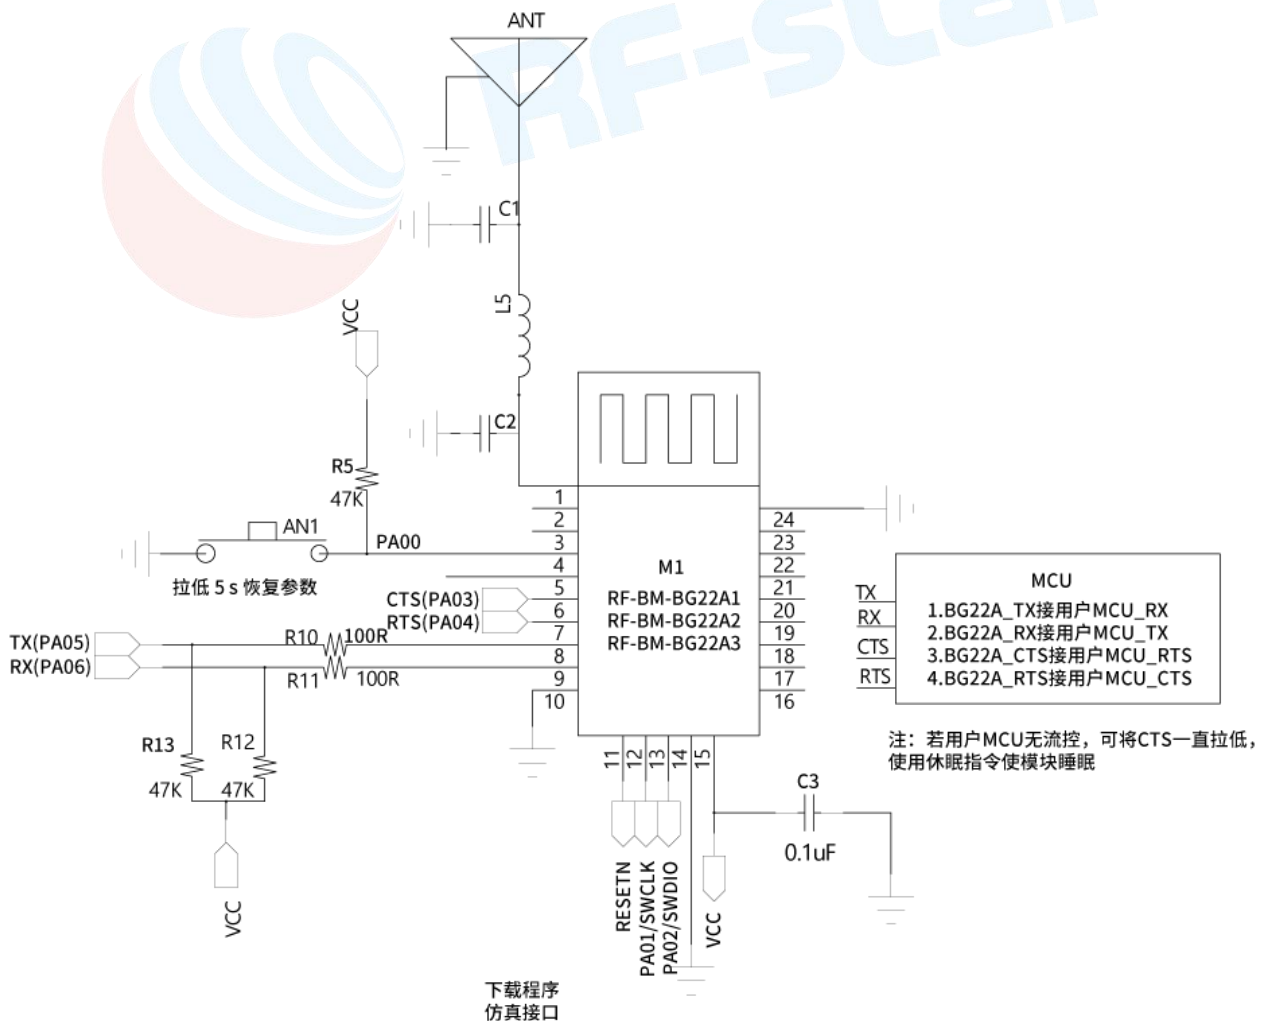 RF-star
ANT
C1
L5
VCC
C2
R5
47K
AN1
PA00
拉低 5 s 恢复参数
1
2
3
4
5
6
7
8
9
10
CTS(PA03)
RTS(PA04)
TX(PA05)
RX(PA06)
R10
100R
R11
100R
R13
R12
47K
47K
VCC
M1
RF-BM-BG22A1
RF-BM-BG22A2
RF-BM-BG22A3
24
23
22
21
20
19
18
17
16
11
12
13
14
15
RESETN
PA01/SWCLK
PA02/SWDIO
VCC
C3
0.1uF
TX
RX
CTS
RTS
MCU
1.BG22A_TX接用户MCU_RX
2.BG22A_RX接用户MCU_TX
3.BG22A_CTS接用户MCU_RTS
4.BG22A_RTS接用户MCU_CTS
注：若用户MCU无流控，可将CTS一直拉低，
使用休眠指令使模块睡眠
下载程序
仿真接口